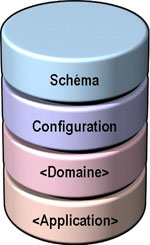 Schéma
Configuration
<Domaine>
<Application>